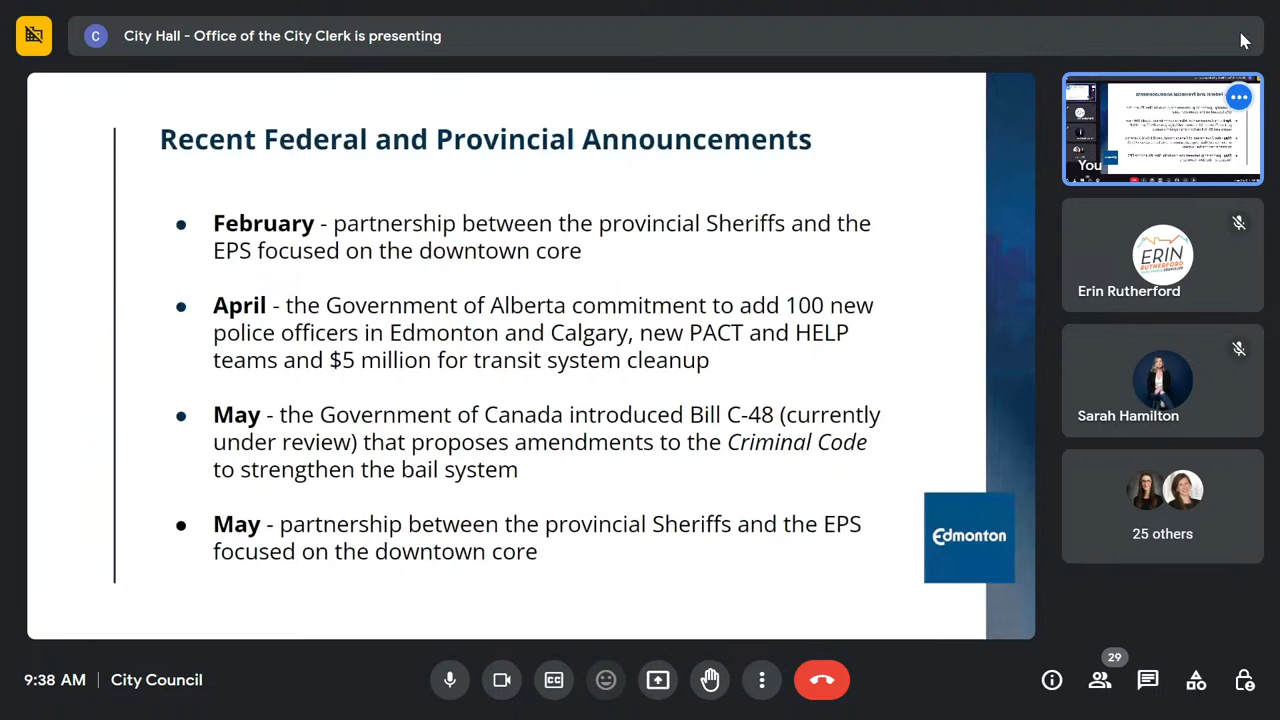 C
City Hall - Office of the City Clerk is presenting
Recent Federal and Provincial Announcements
● February - partnership between the provincial Sheriffs and the
EPS focused on the downtown core
● April - the Government of Alberta commitment to add 100 new
police officers in Edmonton and Calgary, new PACT and HELP
teams and $5 million for transit system cleanup
● May - the Government of Canada introduced Bill C-48 (currently
under review) that proposes amendments to the Criminal Code
to strengthen the bail system
● May - partnership between the provincial Sheriffs and the EPS
focused on the downtown core
Edmonton
You
ERIN
RUTHERFORD
Erin Rutherford
Sarah Hamilton
25 others
9:38 AM | City Council
CC
29